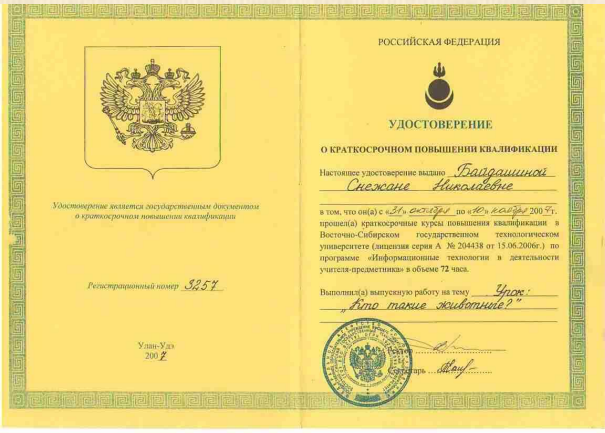 Удостоверение является государственным документом
о краткосрочном повышении квалификации
Регистрационный номер 3257
Улан-Удэ
2007
РОССИЙСКАЯ ФЕДЕРАЦИЯ
УДОСТОВЕРЕНИЕ
О КРАТКОСРОЧНОМ ПОВЫШЕНИИ КВАЛИФИКАЦИИ
Настоящее удостоверение выдано Байдашиной
Снежане Николаевне
в том, что он(а) с «31» октября по «10» ноября 2007г.
прошел(а) краткосрочные курсы повышения квалификации в
Восточно-Сибирском государственном технологическом
университете (лицензия серия А № 204438 от 15.06.2006г.) по
программе «Информационные технологии в деятельности
учителя-предметника» в объеме 72 часа.
Выполнил(а) выпускную работу на тему Урок:
„Кто такие животные?"
Ректор
Секретарь